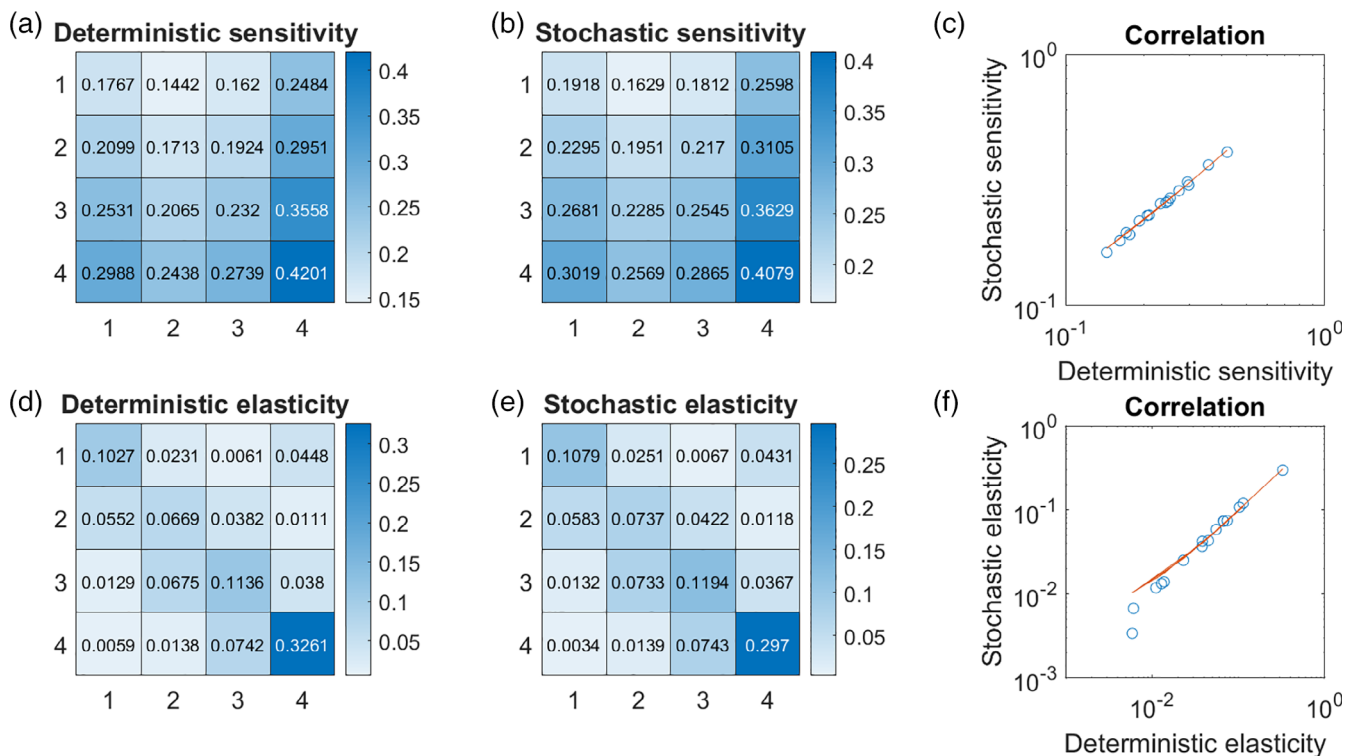 (a) Deterministic sensitivity
1 0.1767 0.1442 0.162 0.2484
2 0.2099 0.1713 0.1924 0.2951
3 0.2531 0.2065 0.232 0.3558
4 0.2988 0.2438 0.2739 0.4201
1 2 3 4
0.4
0.35
0.3
0.25
0.2
0.15
(b) Stochastic sensitivity
1 0.1918 0.1629 0.1812 0.2598
2 0.2295 0.1951 0.217 0.3105
3 0.2681 0.2285 0.2545 0.3629
4 0.3019 0.2569 0.2865 0.4079
1 2 3 4
0.4
0.35
0.3
0.25
0.2
(c) Correlation
Stochastic sensitivity
10⁰
10⁻¹
10⁻¹ 10⁰
Deterministic sensitivity
(d) Deterministic elasticity
1 0.1027 0.0231 0.0061 0.0448
2 0.0552 0.0669 0.0382 0.0111
3 0.0129 0.0675 0.1136 0.038
4 0.0059 0.0138 0.0742 0.3261
1 2 3 4
0.3
0.25
0.2
0.15
0.1
0.05
(e) Stochastic elasticity
1 0.1079 0.0251 0.0067 0.0431
2 0.0583 0.0737 0.0422 0.0118
3 0.0132 0.0733 0.1194 0.0367
4 0.0034 0.0139 0.0743 0.297
1 2 3 4
0.25
0.2
0.15
0.1
0.05
(f) Correlation
Stochastic elasticity
10⁰
10⁻¹
10⁻²
10⁻³
10⁻² 10⁰
Deterministic elasticity